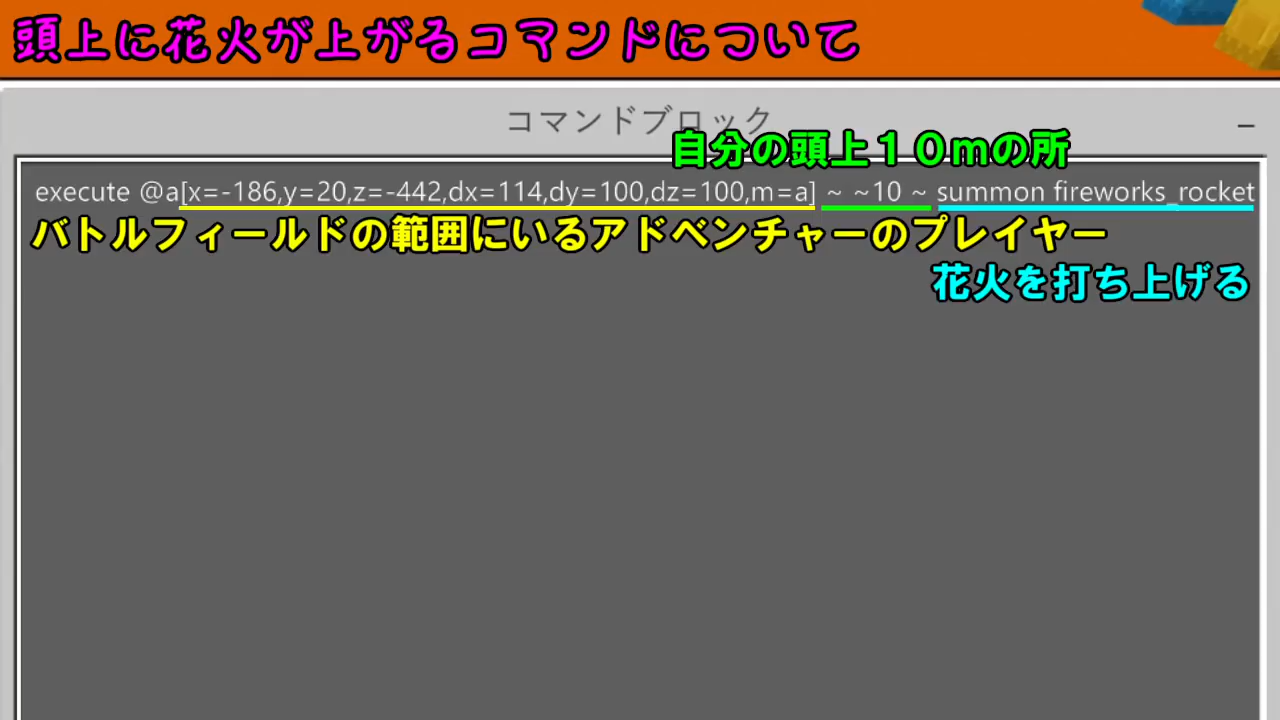 頭上に花火が上がるコマンドについて
コマンドブロック
自分の頭上１０ｍの所
execute @a[x=-186,y=20,z=-442,dx=114,dy=100,dz=100,m=a] ~ ~10 ~ summon fireworks_rocket
バトルフィールドの範囲にいるアドベンチャーのプレイヤー
花火を打ち上げる